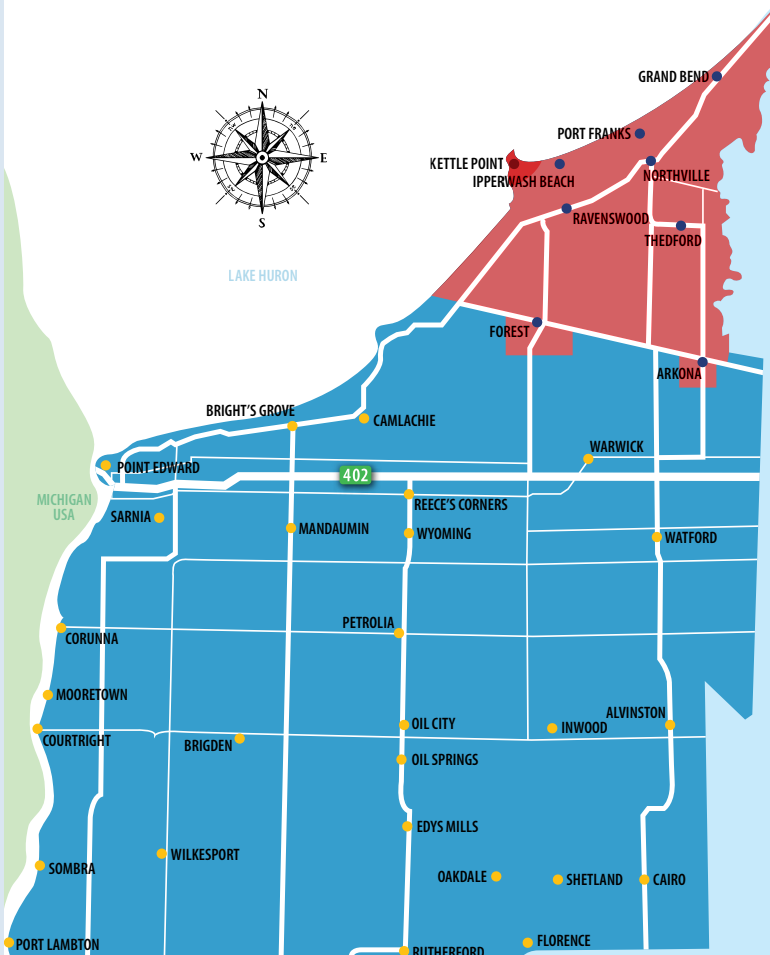 GRAND BEND
N
PORT FRANKS
W
E
KETTLE POINT
IPPERWASH BEACH
NORTHVILLE
S
RAVENSWOOD
THEDFORD
LAKE HURON
FOREST
ARKONA
BRIGHT'S GROVE
CAMLACHIE
WARWICK
POINT EDWARD
402
MICHIGAN
USA
REECE'S CORNERS
SARNIA
MANDAUMIN
WYOMING
WATFORD
PETROLIA
CORUNNA
MOORETOWN
ALVINSTON
OIL CITY
INWOOD
COURTRIGHT
BRIGDEN
OIL SPRINGS
EDYS MILLS
WILKESPORT
SOMBRA
OAKDALE
SHETLAND
CAIRO
PORT LAMBTON
FLORENCE
RUTHERFORD